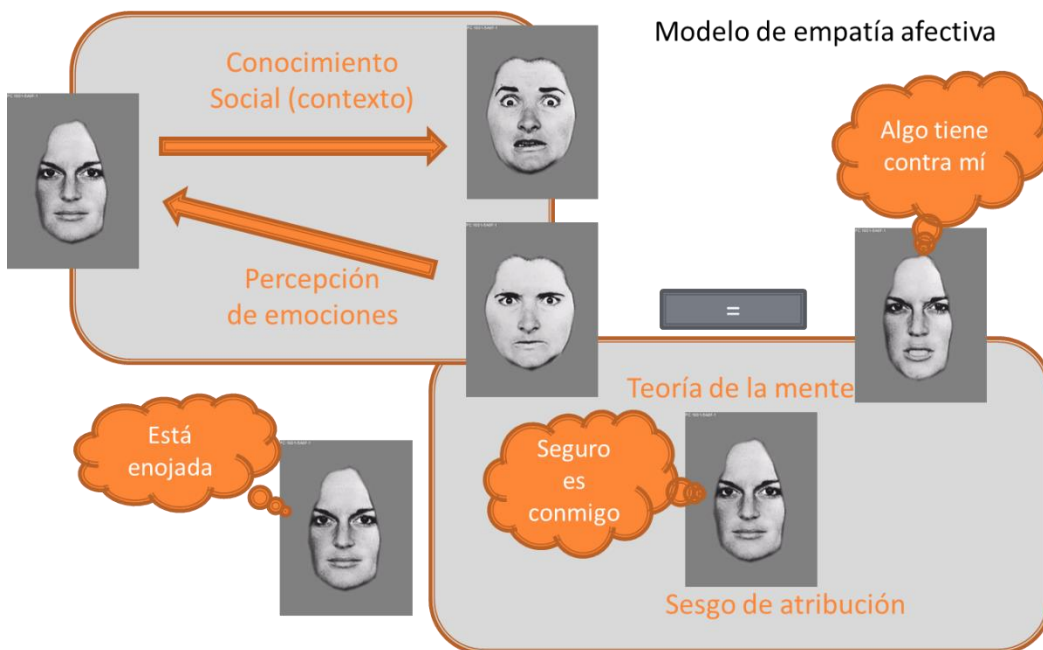 Modelo de empatía afectiva
Conocimiento
Social (contexto)
Percepción
de emociones
Algo tiene
contra mí
=
Teoría de la mente
Está
enojada
Seguro
es
conmigo
Sesgo de atribución